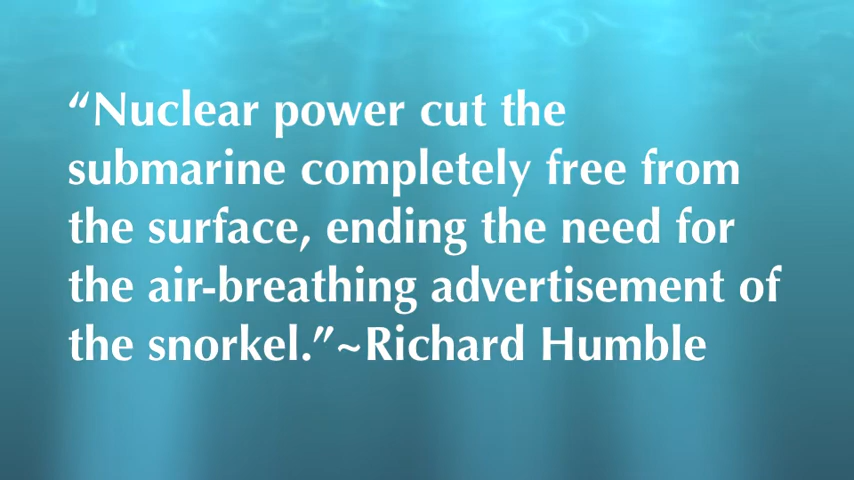 “Nuclear power cut the
submarine completely free from
the surface, ending the need for
the air-breathing advertisement of
the snorkel.”~Richard Humble